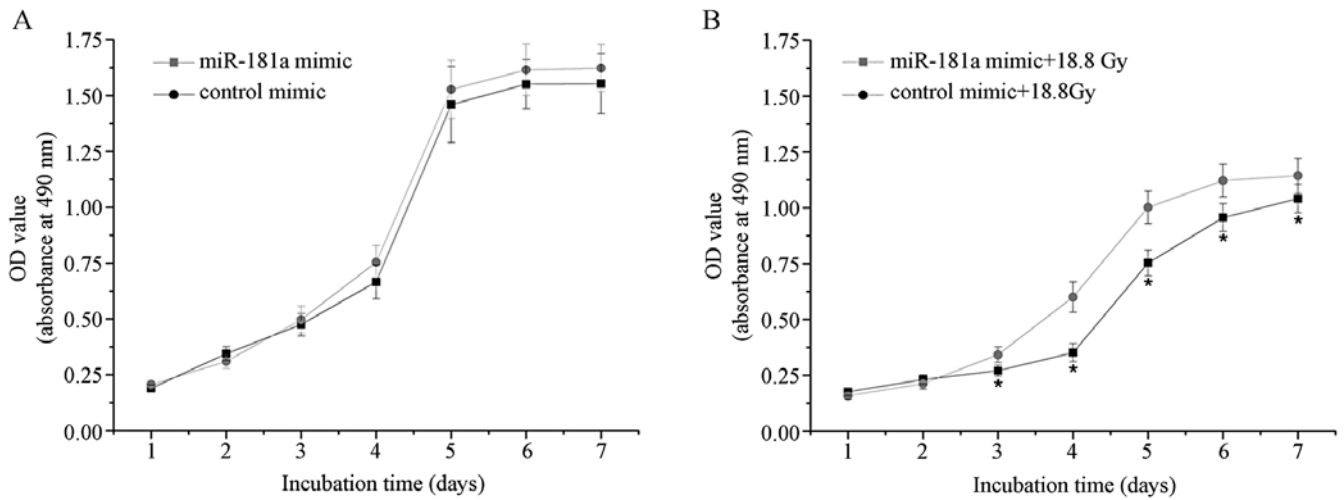 A
1.75
1.50
1.25
1.00
0.75
0.50
0.25
0.00
OD value
(absorbance at 490 nm)
miR-181a mimic
control mimic
1 2 3 4 5 6 7
Incubation time (days)
B
1.75
1.50
1.25
1.00
0.75
0.50
0.25
0.00
OD value
(absorbance at 490 nm)
miR-181a mimic+18.8 Gy
control mimic+18.8Gy
* * * * *
1 2 3 4 5 6 7
Incubation time (days)